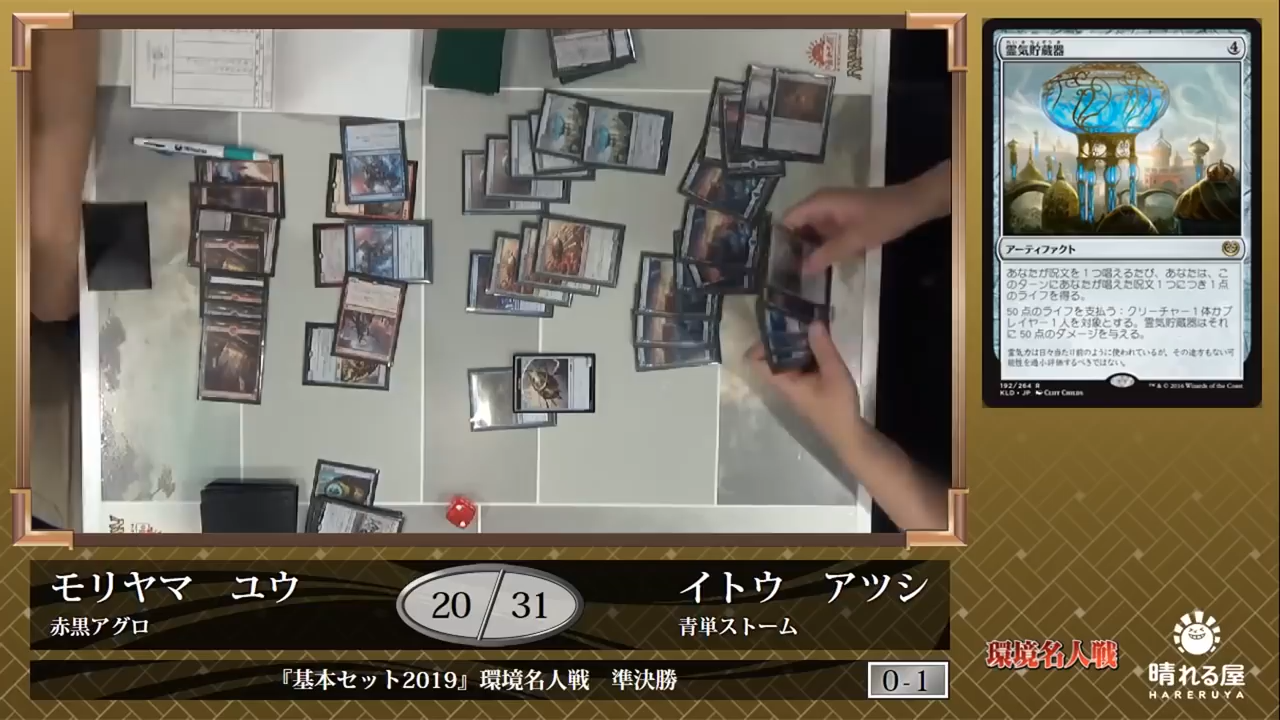 霊気貯蔵器 4
アーティファクト
あなたが呪文を1つ唱えるたび、あなたは、こ
のターンにあなたが唱えた呪文1つにつき1点
のライフを得る。
50点のライフを支払う：クリーチャー1体かプ
レイヤー1人を対象とする。霊気貯蔵器はそれ
に50点のダメージを与える。
192/264 R
KLD・JP
モリヤマ ユウ
赤黒アグロ
20/31
イトウ アツシ
青単ストーム
『基本セット2019』環境名人戦 準決勝
0-1
環境名人戦
晴れる屋
HARERUYA